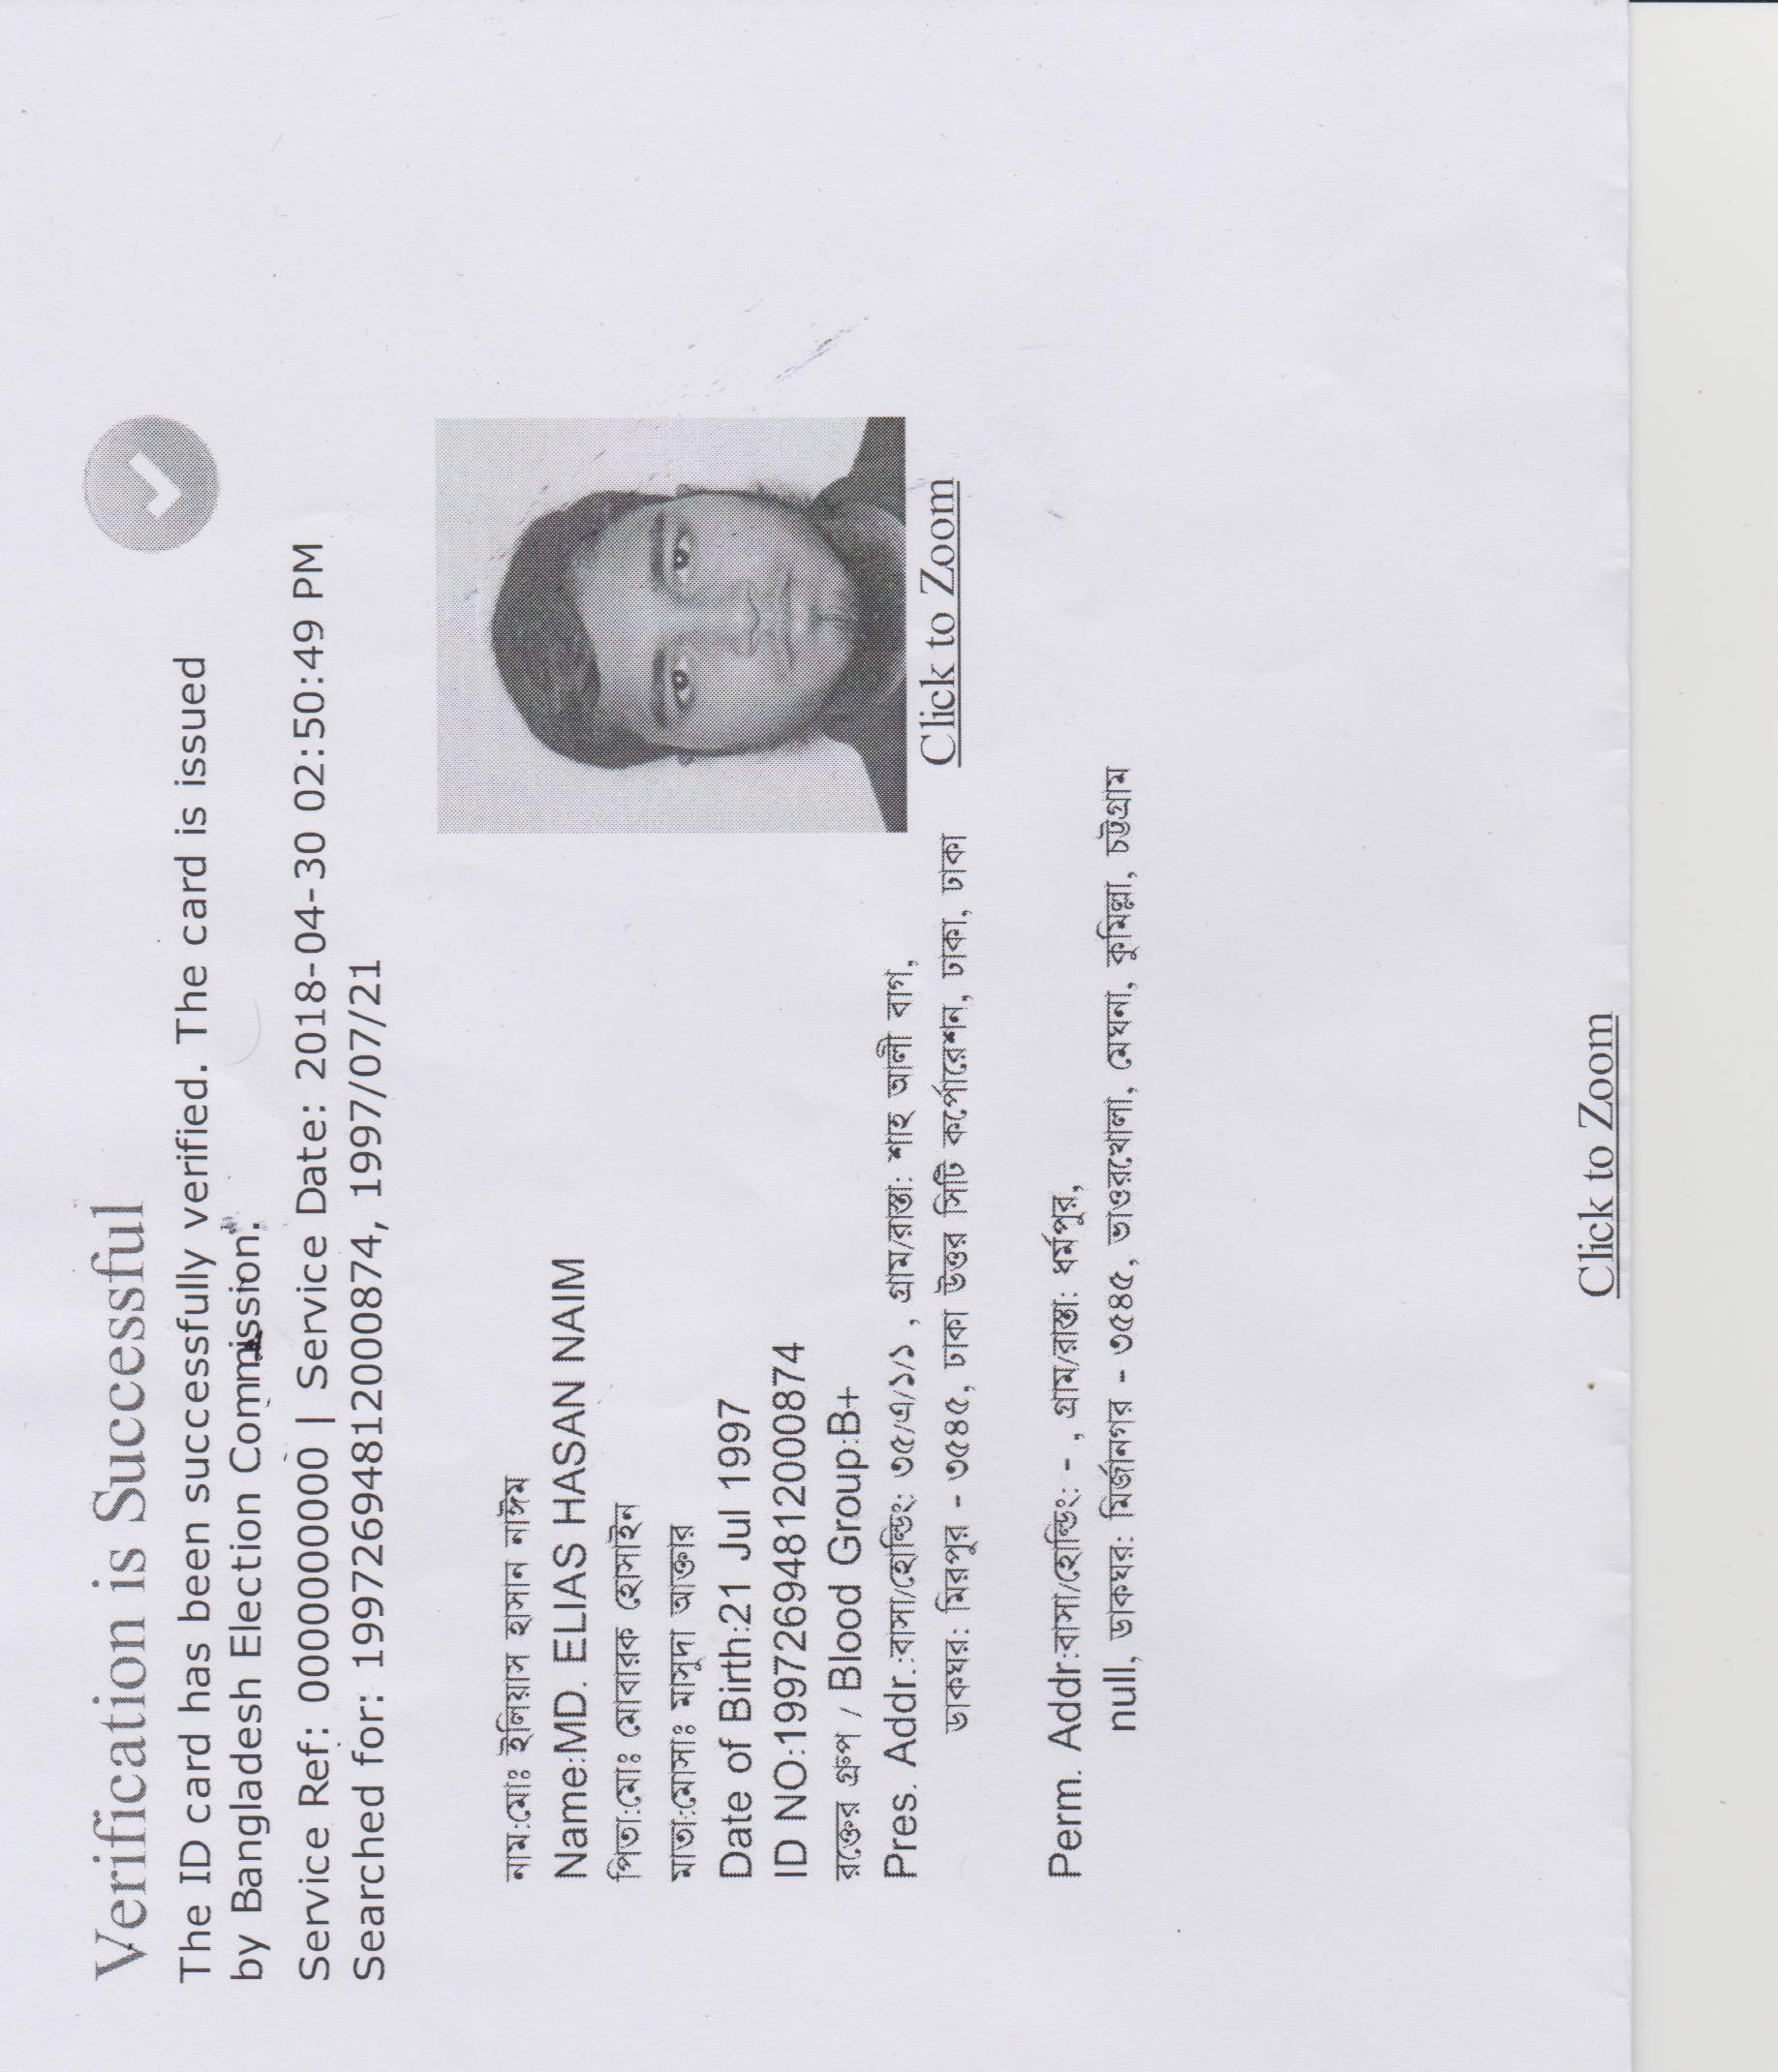 Verification is Successful
The ID card has been successfully verified. The card is issued
by Bangladesh Election Commission.
Service Ref: 0000000000 | Service Date: 2018-04-30 02:50:49 PM
Searched for: 19972694812000874, 1997/07/21
নাম:মোঃ ইলিয়াস হাসান নাঈম
Name:MD. ELIAS HASAN NAIM
পিতা:মোঃ মোবারক হোসাইন
মাতা:মোসাঃ মাসুদা আক্তার
Date of Birth:21 Jul 1997
ID NO:19972694812000874
রক্তের গ্রুপ / Blood Group:B+
Pres. Addr.:বাসা/হোল্ডিং: ৩৫/এ/১/১ , গ্রাম/রাস্তা: শাহ আলী বাগ,
ডাকঘর: মিরপুর - ৩৫৪৫, ঢাকা উত্তর সিটি কর্পোরেশন, ঢাকা, ঢাকা
Click to Zoom
Perm. Addr:বাসা/হোল্ডিং: - , গ্রাম/রাস্তা: ধর্মপুর,
null, ডাকঘর: মির্জানগর - ৩৫৪৫, ভাওরখোলা, মেঘনা, কুমিল্লা, চট্টগ্রাম
Click to Zoom